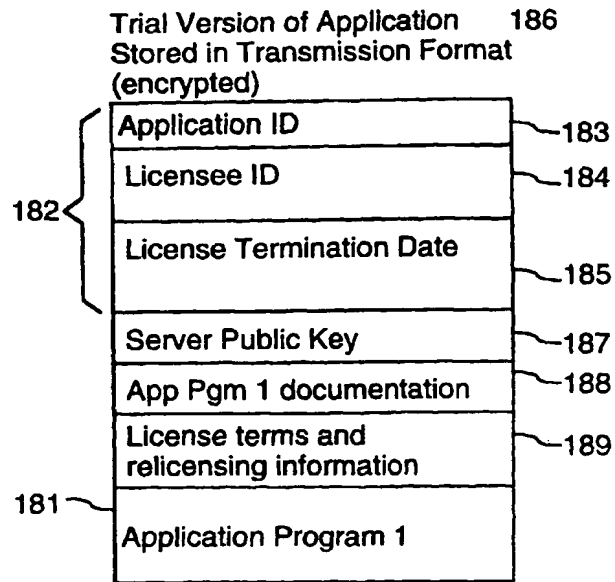 Trial Version of Application 186
Stored in Transmission Format
(encrypted)
Application ID 183
Licensee ID 184
182
License Termination Date 185
Server Public Key 187
App Pgm 1 documentation 188
License terms and 189
relicensing information
181
Application Program 1